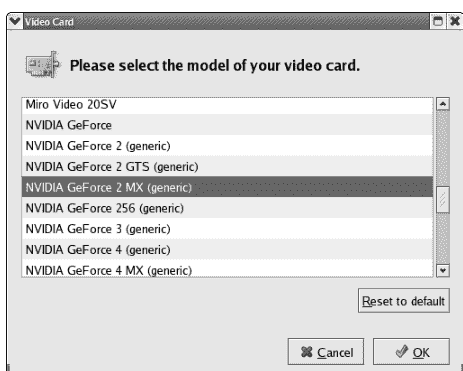 Video Card
Please select the model of your video card.
Miro Video 20SV
NVIDIA GeForce
NVIDIA GeForce 2 (generic)
NVIDIA GeForce 2 GTS (generic)
NVIDIA GeForce 2 MX (generic)
NVIDIA GeForce 256 (generic)
NVIDIA GeForce 3 (generic)
NVIDIA GeForce 4 (generic)
NVIDIA GeForce 4 MX (generic)
Reset to default
Cancel
OK